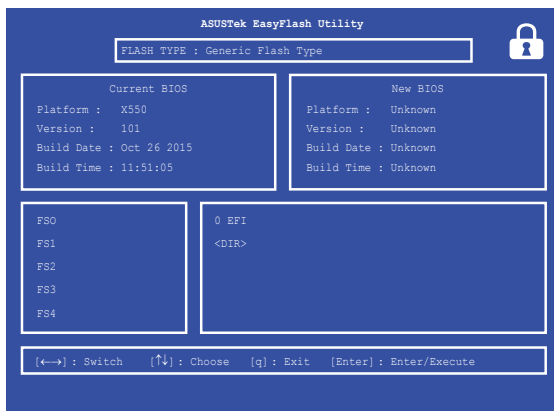 ASUSTek EasyFlash Utility
FLASH TYPE : Generic Flash Type
Current BIOS
Platform : X550
Version : 101
Build Date : Oct 26 2015
Build Time : 11:51:05
New BIOS
Platform : Unknown
Version : Unknown
Build Date : Unknown
Build Time : Unknown
FSO
FS1
FS2
FS3
FS4
0 EFI
<DIR>
[←→] : Switch [↑↓] : Choose [q] : Exit [Enter] : Enter/Execute